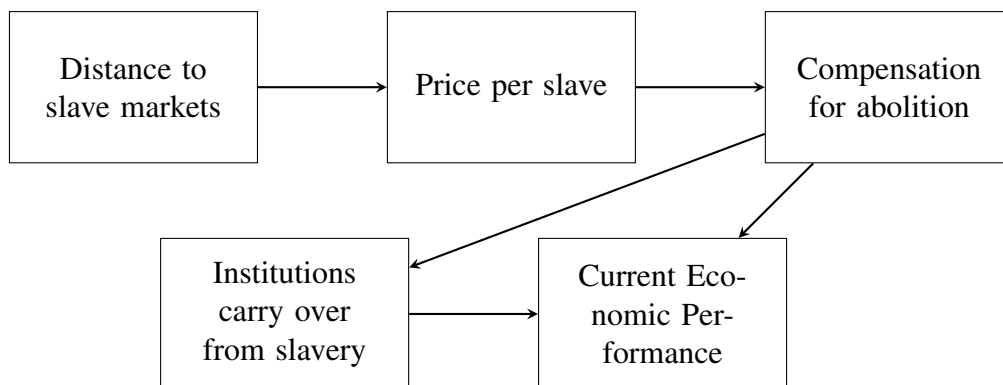 Distance to
slave markets
Price per slave
Compensation
for abolition
Institutions
carry over
from slavery
Current Eco-
nomic Per-
formance